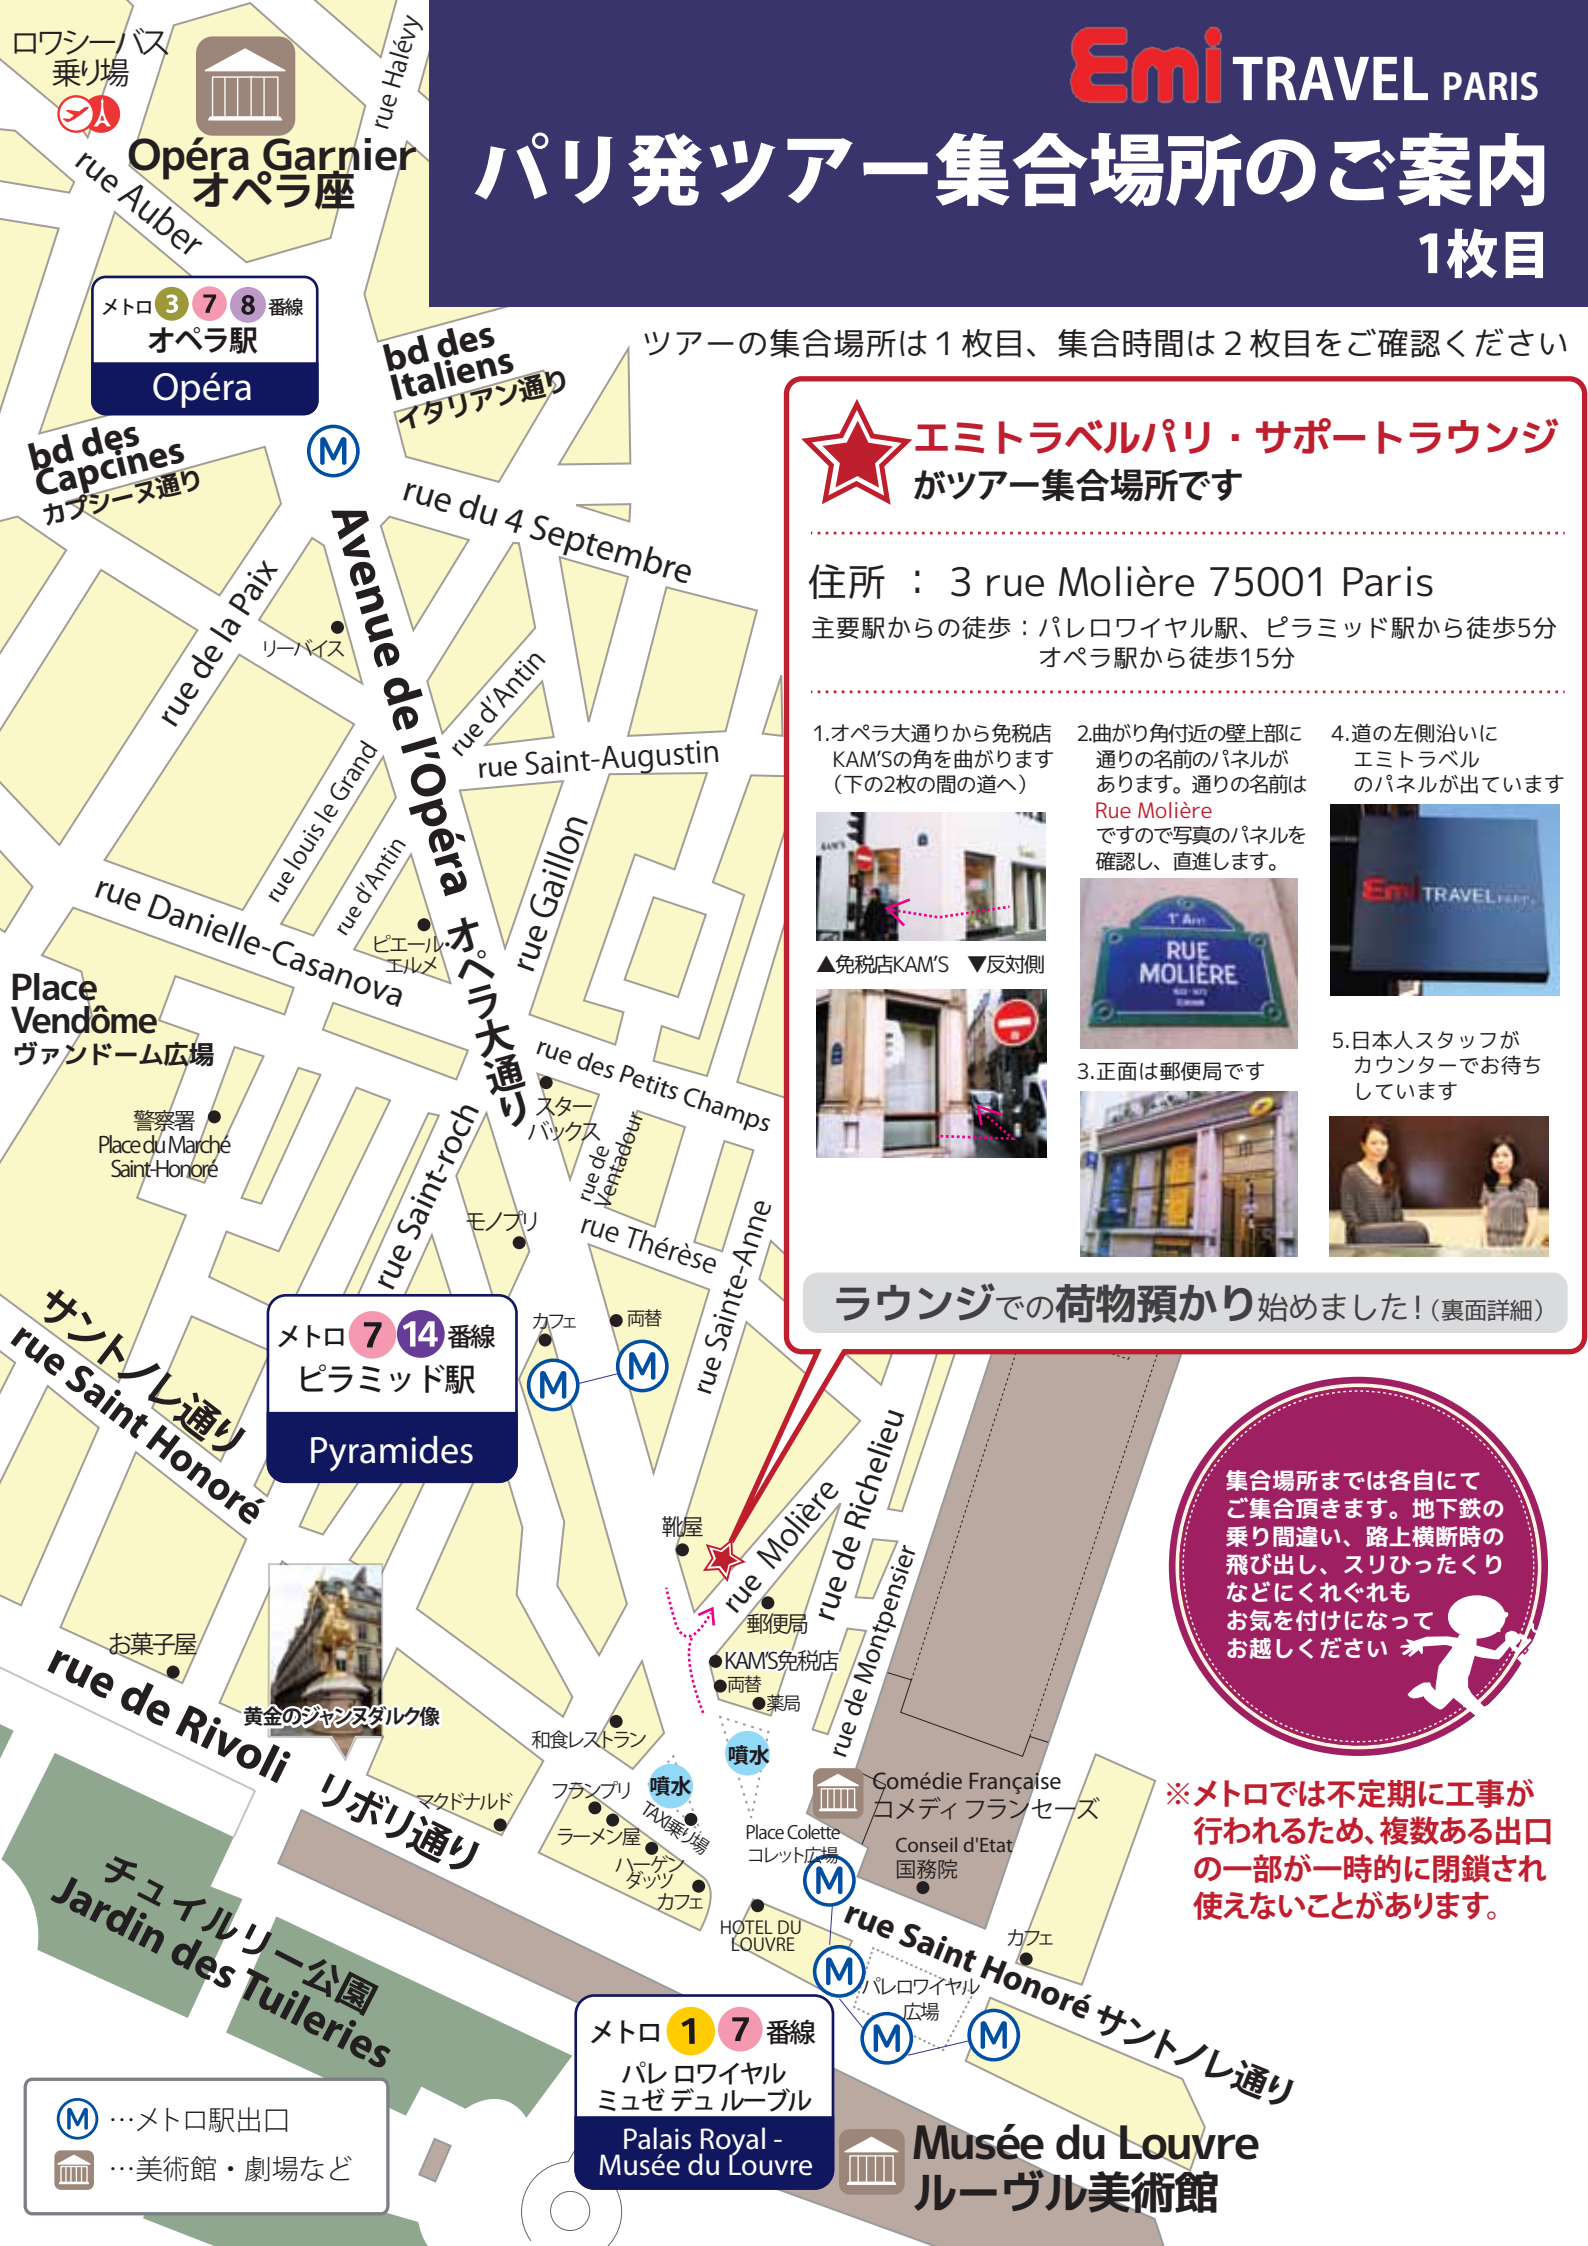 Emi TRAVEL PARIS
パリ発ツアー集合場所のご案内
1枚目
ツアーの集合場所は1枚目、集合時間は2枚目をご確認ください
エミトラベルパリ・サポートラウンジ
がツアー集合場所です
住所 : 3 rue Molière 75001 Paris
主要駅からの徒歩：パレロワイヤル駅、ピラミッド駅から徒歩5分
オペラ駅から徒歩15分
1.オペラ大通りから免税店
KAM'Sの角を曲がります
（下の2枚の間の道へ）
▲免税店KAM'S ▼反対側
2.曲がり角付近の壁上部に
通りの名前のパネルが
あります。通りの名前は
Rue Molière
ですので写真のパネルを
確認し、直進します。
1er Arrt
RUE
MOLIÈRE
3.正面は郵便局です
4.道の左側沿いに
エミトラベル
のパネルが出ています
Emi TRAVEL PARIS
5.日本人スタッフが
カウンターでお待ち
しています
ラウンジでの荷物預かり始めました！（裏面詳細）
集合場所までは各自にて
ご集合頂きます。地下鉄の
乗り間違い、路上横断時の
飛び出し、スリひったくり
などにくれぐれも
お気を付けになって
お越しください
※メトロでは不定期に工事が
行われるため、複数ある出口
の一部が一時的に閉鎖され
使えないことがあります。
ロワシーバス
乗り場
Opéra Garnier
オペラ座
rue Halévy
rue Auber
メトロ 3 7 8 番線
オペラ駅
Opéra
bd des
Italiens
イタリアン通り
bd des
Capcines
カプシーヌ通り
M
rue du 4 Septembre
Avenue de l'Opéra オペラ大通り
rue de la Paix
リーバイス
rue d'Antin
rue Saint-Augustin
rue louis le Grand
rue d'Antin
rue Gaillon
rue Danielle-Casanova
ピエール・
エルメ
Place
Vendôme
ヴァンドーム広場
rue des Petits Champs
スター
バックス
rue de
Ventadour
警察署
Place du Marché
Saint-Honoré
rue Saint-roch
モノプリ
rue Thérèse
rue Sainte-Anne
サントノレ通り
rue Saint Honoré
メトロ 7 14 番線
ピラミッド駅
Pyramides
カフェ
両替
M
M
靴屋
rue Molière
rue de Richelieu
rue de Montpensier
郵便局
KAM'S免税店
両替
薬局
お菓子屋
黄金のジャンヌダルク像
rue de Rivoli リボリ通り
和食レストラン
噴水
噴水
フランプリ
TAXI乗り場
マクドナルド
ラーメン屋
ハーゲン
ダッツ
カフェ
Place Colette
コレット広場
Comédie Française
コメディ フランセーズ
Conseil d'Etat
国務院
M
HOTEL DU
LOUVRE
rue Saint Honoré サントノレ通り
カフェ
M
パレロワイヤル
広場
M
M
チュイルリー公園
Jardin des Tuileries
メトロ 1 7 番線
パレ ロワイヤル
ミュゼ デュ ルーブル
Palais Royal -
Musée du Louvre
Musée du Louvre
ルーヴル美術館
M …メトロ駅出口
…美術館・劇場など